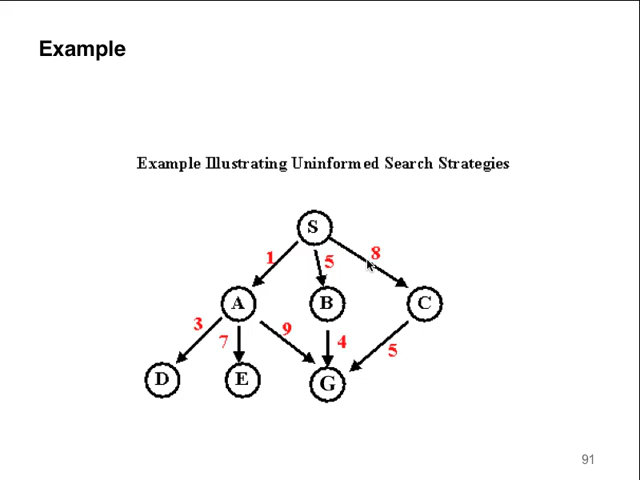 Example
Example Illustrating Uninformed Search Strategies
S
1 5 8
A B C
3 7 9 4 5
D E G
91